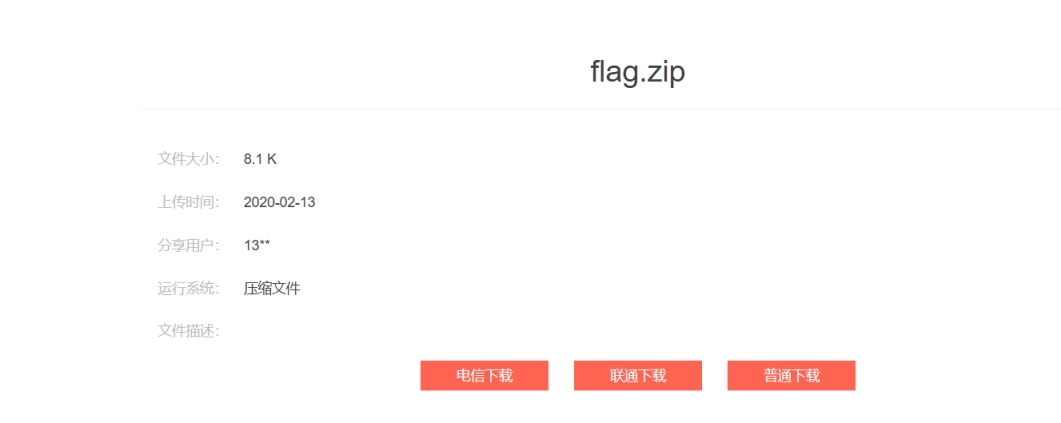 flag.zip
文件大小： 8.1 K
上传时间： 2020-02-13
分享用户： 13**
运行系统： 压缩文件
文件描述：
电信下载 联通下载 普通下载